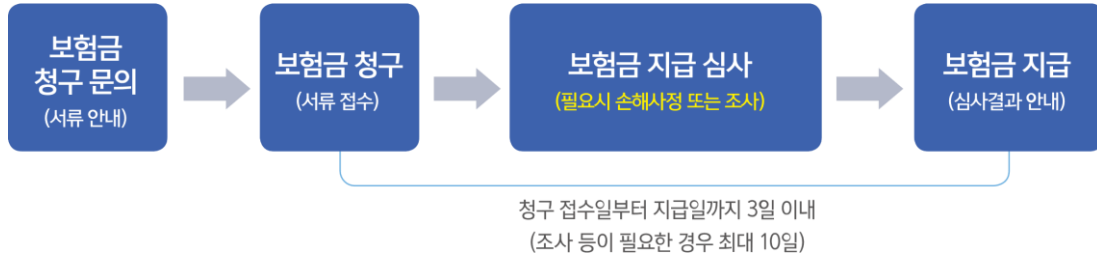 보험금
청구 문의
(서류 안내)
보험금 청구
(서류 접수)
보험금 지급 심사
(필요시 손해사정 또는 조사)
보험금 지급
(심사결과 안내)
청구 접수일부터 지급일까지 3일 이내
(조사 등이 필요한 경우 최대 10일)